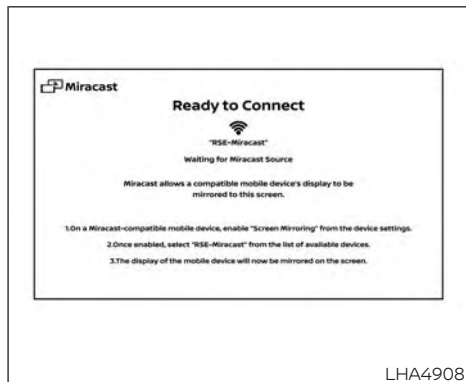 Miracast
Ready to Connect
"RSE-Miracast"
Waiting for Miracast Source
Miracast allows a compatible mobile device's display to be
mirrored to this screen.
1.On a Miracast-compatible mobile device, enable "Screen Mirroring" from the device settings.
2.Once enabled, select "RSE-Miracast" from the list of available devices.
3.The display of the mobile device will now be mirrored on the screen.
LHA4908